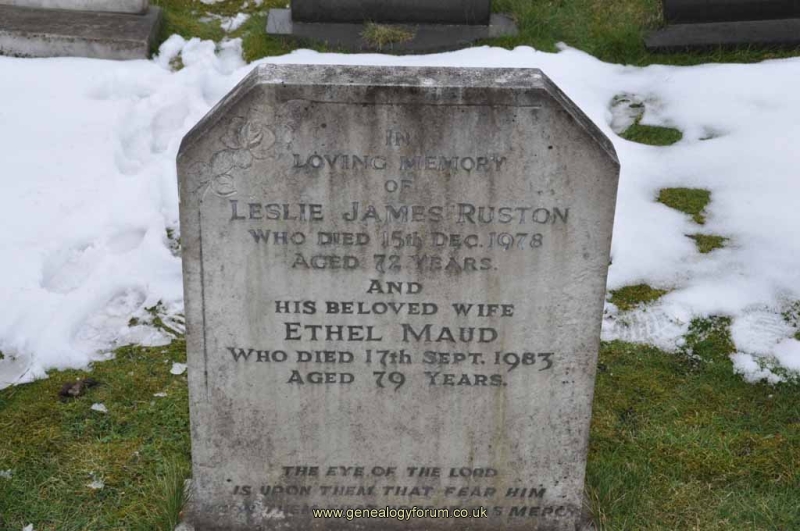 IN
LOVING MEMORY
OF
LESLIE JAMES RUSTON
WHO DIED 15TH DEC. 1978
AGED 72 YEARS.
AND
HIS BELOVED WIFE
ETHEL MAUD
WHO DIED 17TH SEPT. 1983
AGED 79 YEARS.
THE EYE OF THE LORD
IS UPON THEM THAT FEAR HIM
www.genealogyforum.co.uk